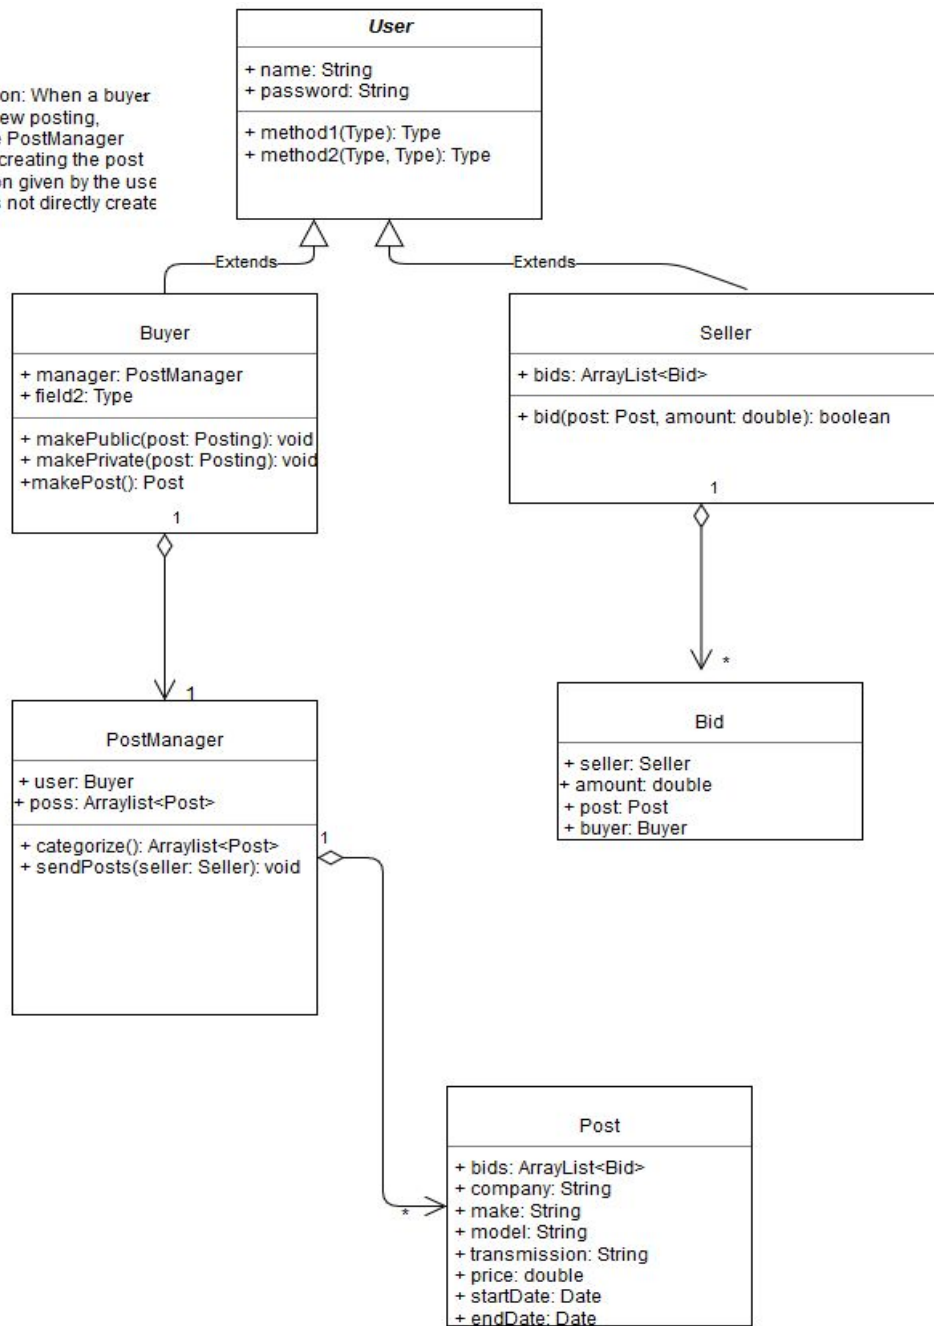 User
+ name: String
+ password: String
+ method1(Type): Type
+ method2(Type, Type): Type
on: When a buyer
ew posting,
PostManager
creating the post
on given by the use
s not directly create
Extends
Extends
Buyer
+ manager: PostManager
+ field2: Type
+ makePublic(post: Posting): void
+ makePrivate(post: Posting): void
+makePost(): Post
1
Seller
+ bids: ArrayList<Bid>
+ bid(post: Post, amount: double): boolean
1
*
1
PostManager
+ user: Buyer
+ poss: Arraylist<Post>
+ categorize(): Arraylist<Post>
+ sendPosts(seller: Seller): void
1
Bid
+ seller: Seller
+ amount: double
+ post: Post
+ buyer: Buyer
*
Post
+ bids: ArrayList<Bid>
+ company: String
+ make: String
+ model: String
+ transmission: String
+ price: double
+ startDate: Date
+ endDate: Date